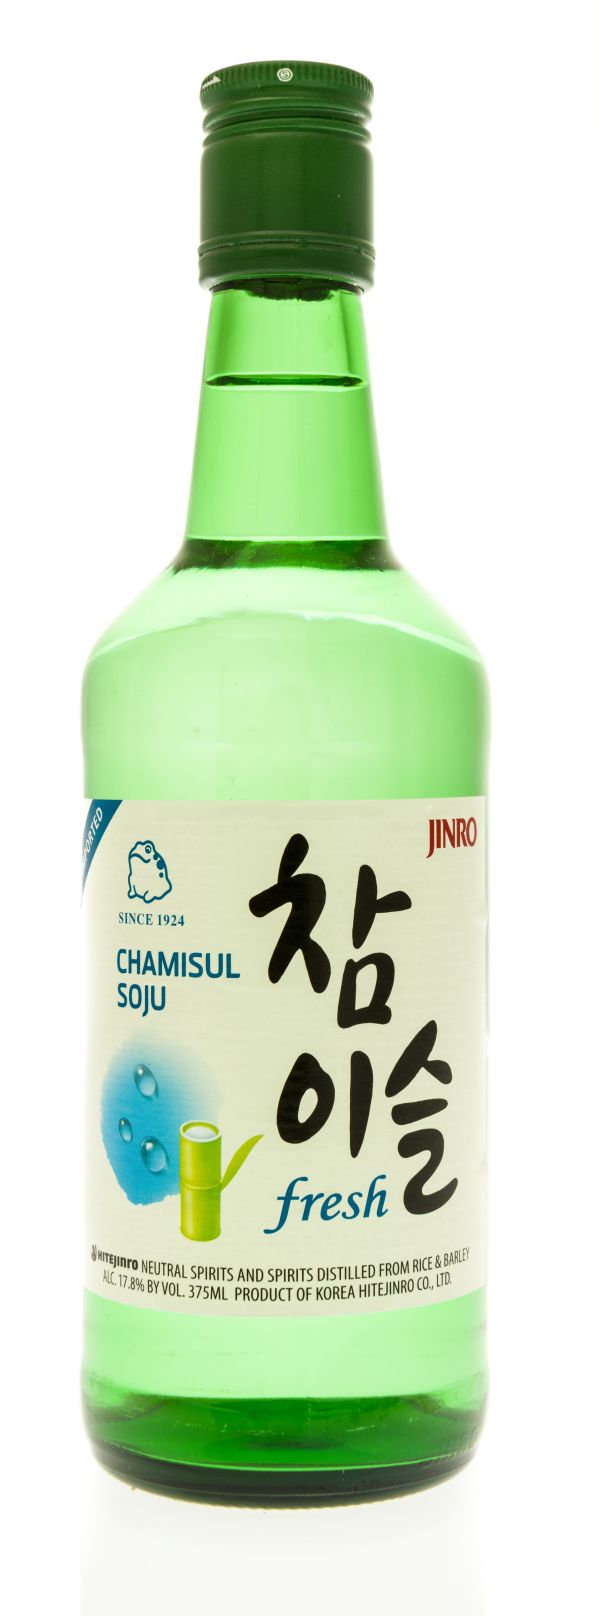 IMPORTED
JINRO
SINCE 1924
CHAMISUL
SOJU
참
이슬
fresh
HITEJINRO NEUTRAL SPIRITS AND SPIRITS DISTILLED FROM RICE & BARLEY
ALC. 17.8% BY VOL. 375ML PRODUCT OF KOREA HITEJINRO CO., LTD.